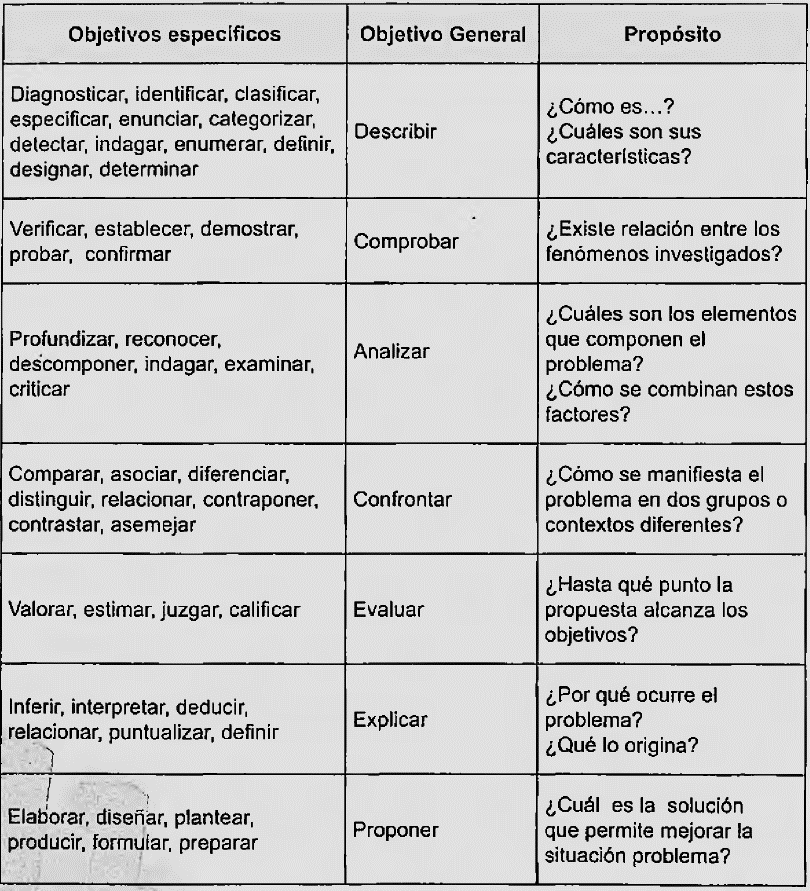 Objetivos específicos
Objetivo General
Propósito
Diagnosticar, identificar, clasificar,
especificar, enunciar, categorizar,
detectar, indagar, enumerar, definir,
designar, determinar
Describir
¿Cómo es...?
¿Cuáles son sus
características?
Verificar, establecer, demostrar,
probar, confirmar
Comprobar
¿Existe relación entre los
fenómenos investigados?
Profundizar, reconocer,
descomponer, indagar, examinar,
criticar
Analizar
¿Cuáles son los elementos
que componen el
problema?
¿Cómo se combinan estos
factores?
Comparar, asociar, diferenciar,
distinguir, relacionar, contraponer,
contrastar, asemejar
Confrontar
¿Cómo se manifiesta el
problema en dos grupos o
contextos diferentes?
Valorar, estimar, juzgar, calificar
Evaluar
¿Hasta qué punto la
propuesta alcanza los
objetivos?
Inferir, interpretar, deducir,
relacionar, puntualizar, definir
Explicar
¿Por qué ocurre el
problema?
¿Qué lo origina?
Elaborar, diseñar, plantear,
producir, formular, preparar
Proponer
¿Cuál es la solución
que permite mejorar la
situación problema?